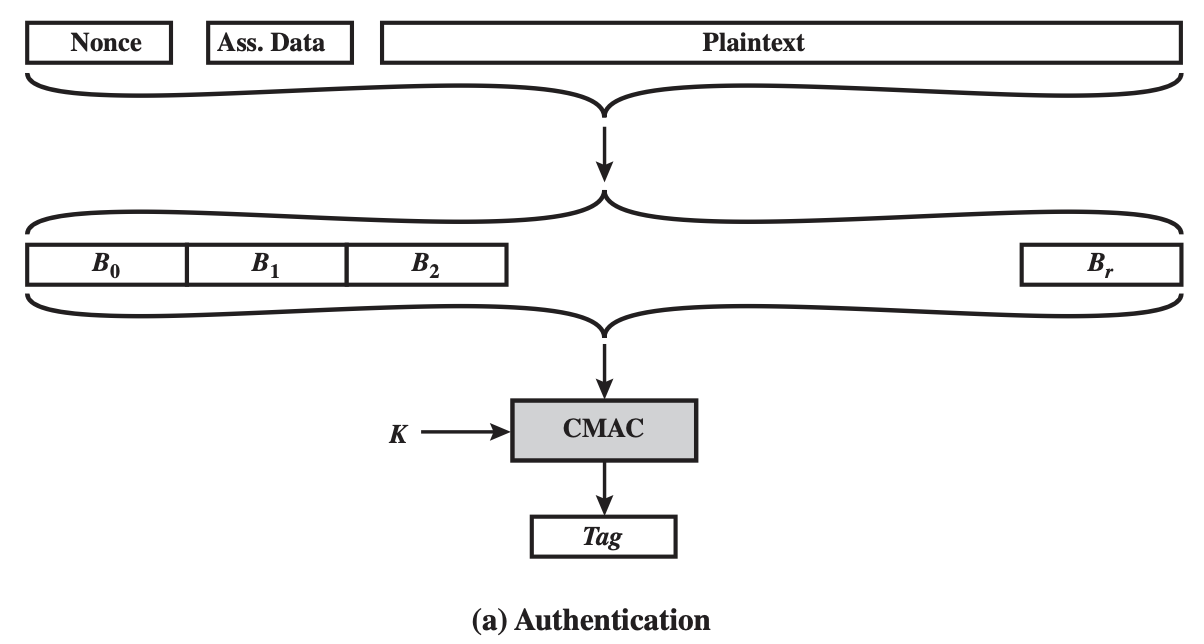 Nonce Ass. Data Plaintext
B0 B1 B2 Br
K CMAC
Tag
(a) Authentication